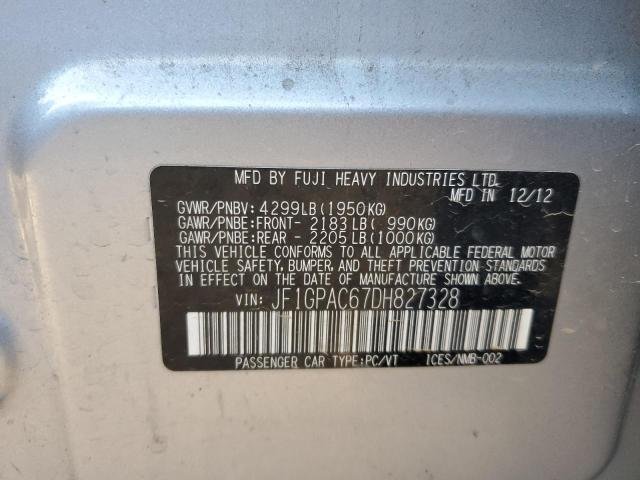 MFD BY FUJI HEAVY INDUSTRIES LTD.
MFD IN 12/12
GVWR/PNBV: 4299LB(1950KG)
GAWR/PNBE:FRONT- 2183LB( 990KG)
GAWR/PNBE:REAR - 2205LB(1000KG)
THIS VEHICLE CONFORMS TO ALL APPLICABLE FEDERAL MOTOR
VEHICLE SAFETY, BUMPER, AND THEFT PREVENTION STANDARDS
IN EFFECT ON THE DATE OF MANUFACTURE SHOWN ABOVE.
VIN: JF1GPAC67DH827328
PASSENGER CAR TYPE:PC/VT ICES/NMB-002